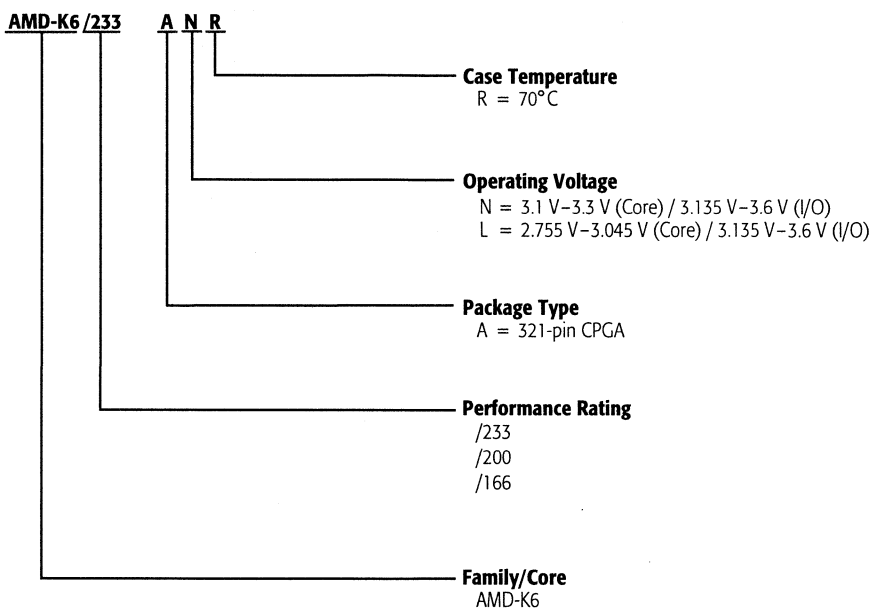 AMD-K6 /233 A N R
Case Temperature
R = 70°C
Operating Voltage
N = 3.1 V–3.3 V (Core) / 3.135 V–3.6 V (I/O)
L = 2.755 V–3.045 V (Core) / 3.135 V–3.6 V (I/O)
Package Type
A = 321-pin CPGA
Performance Rating
/233
/200
/166
Family/Core
AMD-K6